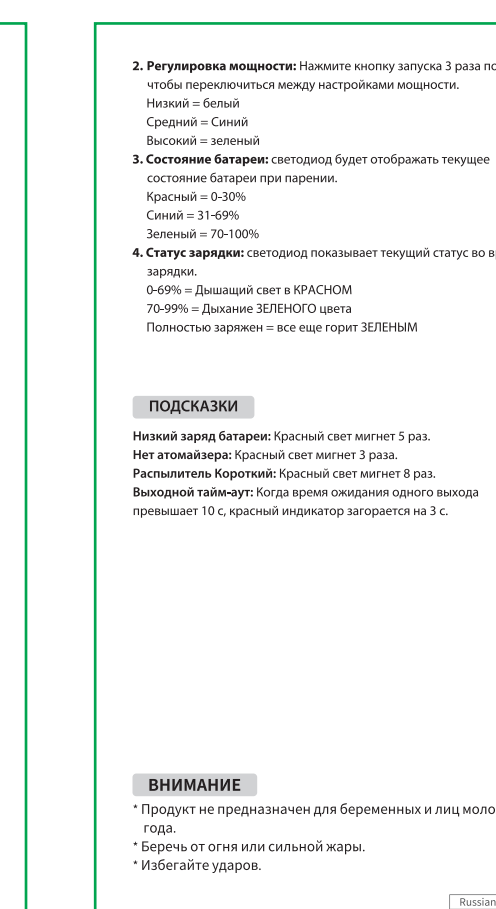 2. Регулировка мощности: Нажмите кнопку запуска 3 раза
чтобы переключиться между настройками мощности.
Низкий = белый
Средний = Синий
Высокий = зеленый
3. Состояние батареи: светодиод будет отображать текущее
состояние батареи при парении.
Красный = 0-30%
Синий = 31-69%
Зеленый = 70-100%
4. Статус зарядки: светодиод показывает текущий статус во
зарядки.
0-69% = Дышащий свет в КРАСНОМ
70-99% = Дыхание ЗЕЛЕНОГО цвета
Полностью заряжен = все еще горит ЗЕЛЕНЫМ
ПОДСКАЗКИ
Низкий заряд батареи: Красный свет мигнет 5 раз.
Нет атомайзера: Красный свет мигнет 3 раза.
Распылитель Короткий: Красный свет мигнет 8 раз.
Выходной тайм-аут: Когда время ожидания одного выхода
превышает 10 с, красный индикатор загорается на 3 с.
ВНИМАНИЕ
* Продукт не предназначен для беременных и лиц
года.
* Беречь от огня или сильной жары.
* Избегайте ударов.
Russian